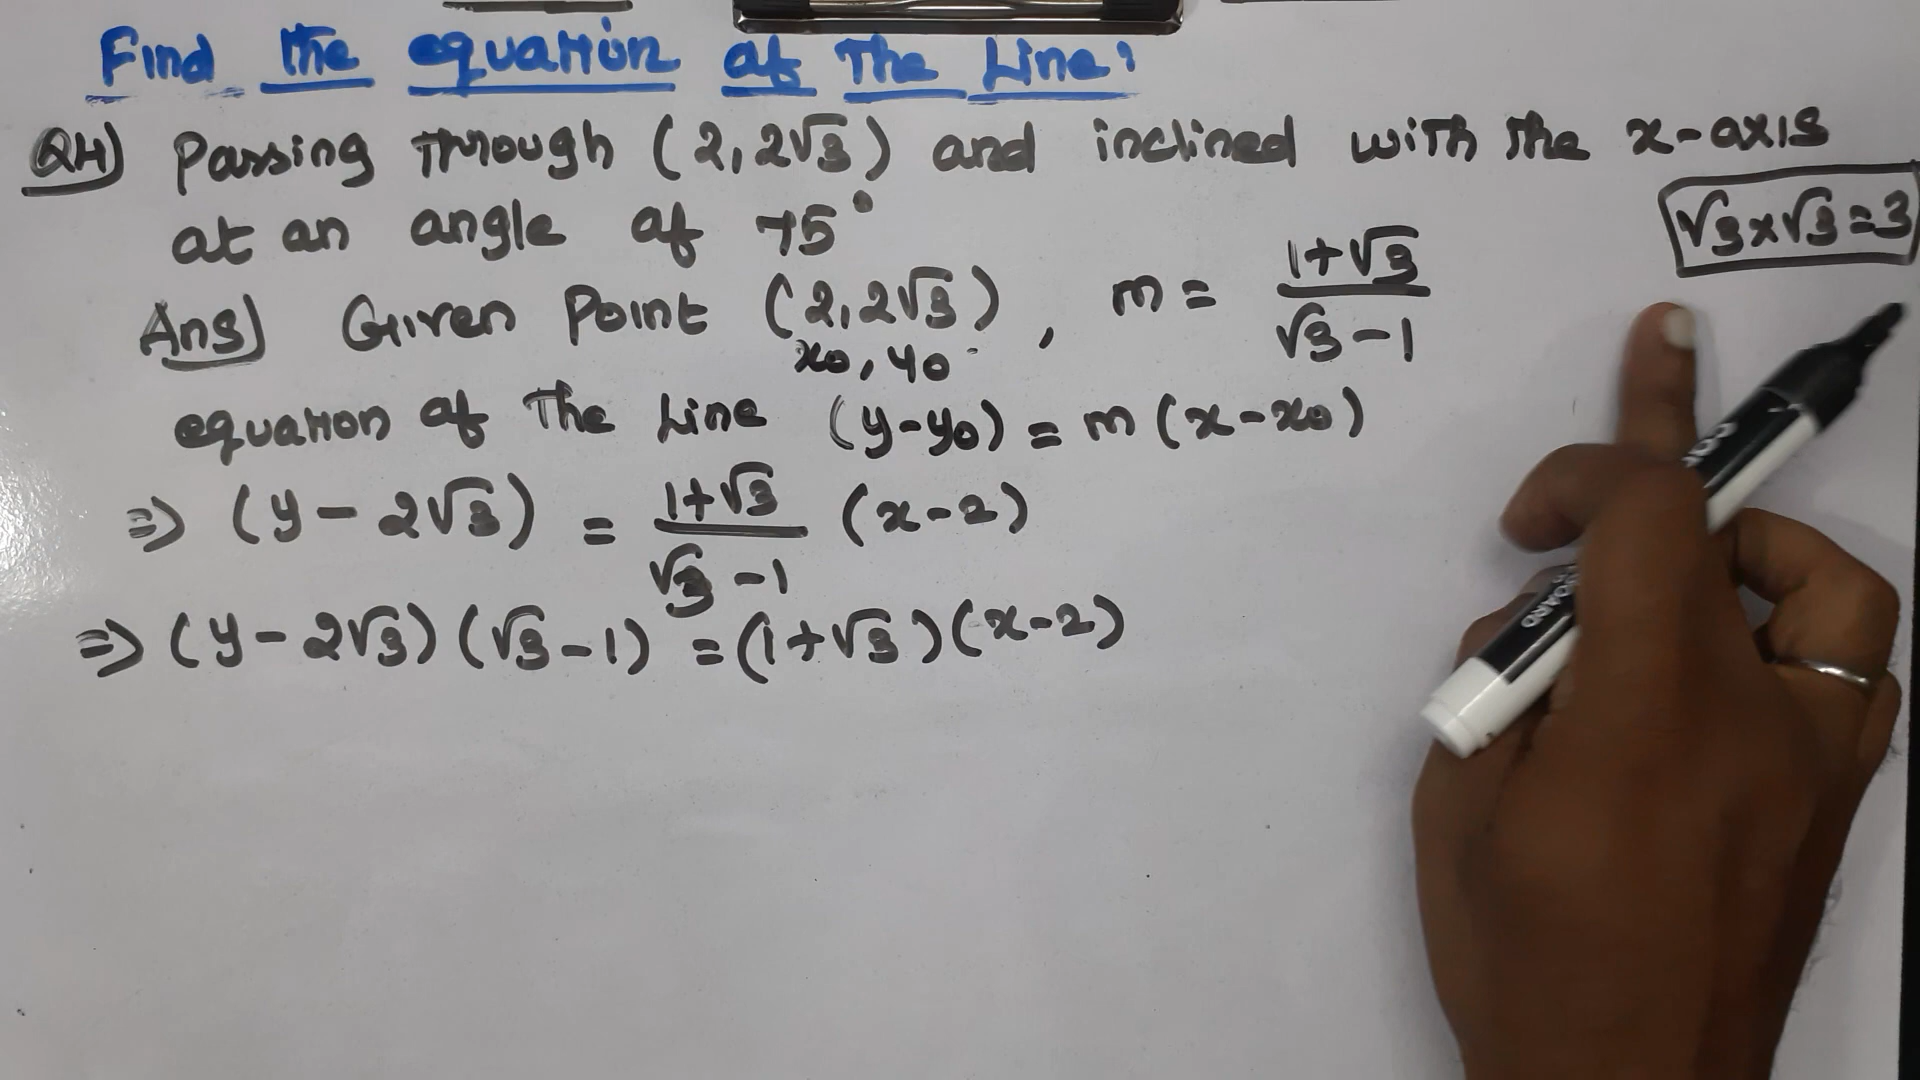 Find the equation of the Line:
Q4) Passing through (2, 2√3) and inclined with the x-axis
at an angle of 75°
√3×√3=3
Ans) Given Point (2, 2√3), m = (1+√3)/(√3-1)
x0, y0
equation of the Line (y-y0) = m(x-x0)
⇒ (y-2√3) = (1+√3)/(√3-1) (x-2)
⇒ (y-2√3)(√3-1) = (1+√3)(x-2)